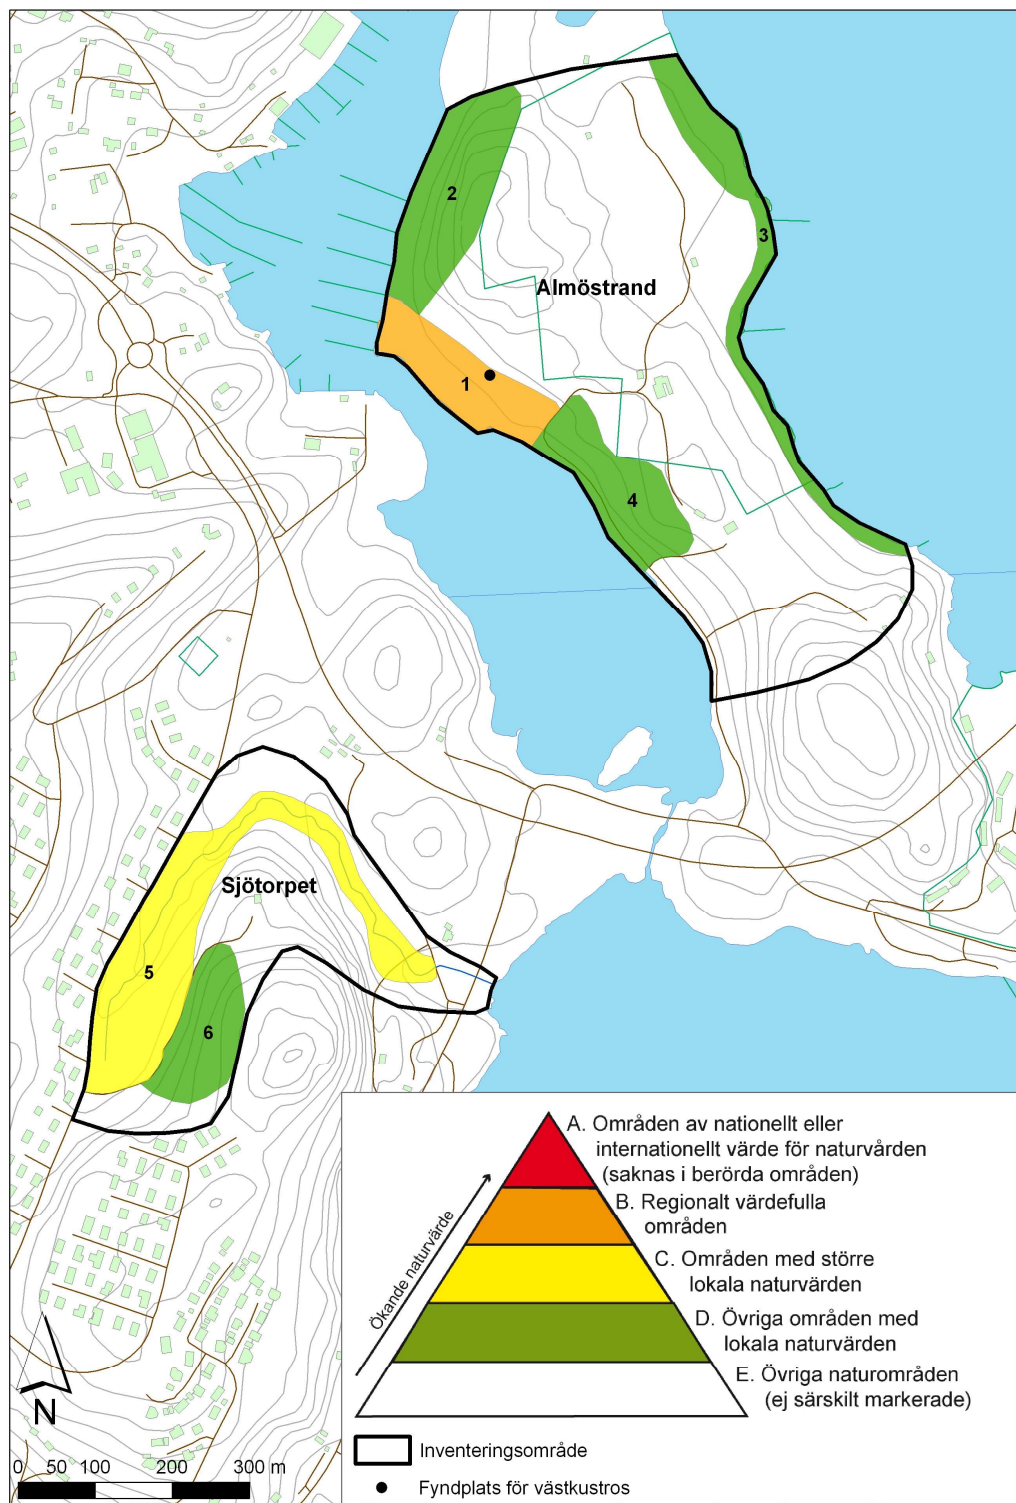 2
3
Almöstrand
1
4
Sjötorpet
5
6
A. Områden av nationellt eller
internationellt värde för naturvården
(saknas i berörda områden)
B. Regionalt värdefulla
områden
C. Områden med större
lokala naturvärden
D. Övriga områden med
lokala naturvärden
E. Övriga naturområden
(ej särskilt markerade)
Ökande naturvärde
N
0 50 100 200 300 m
Inventeringsområde
Fyndplats för västkustros